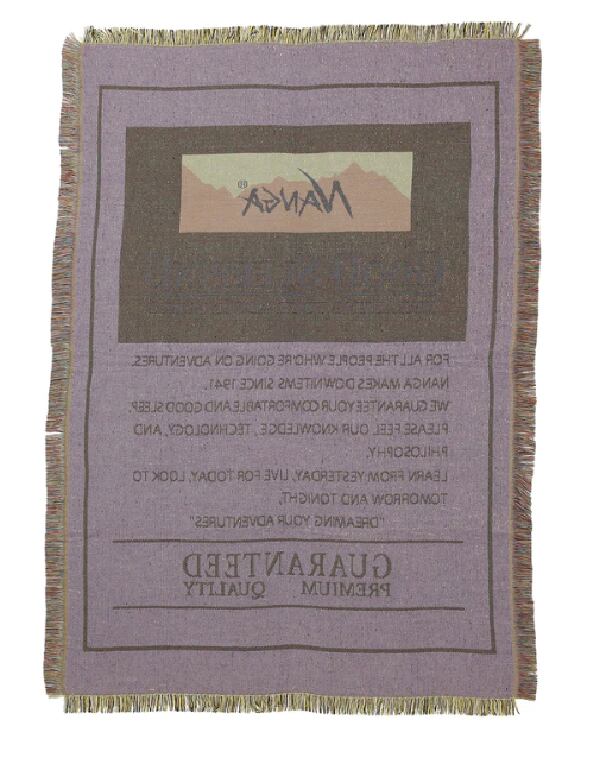 NANGA®
FOR ALL THE PEOPLE WHO'RE GOING ON ADVENTURES.
NANGA MAKES DOWN ITEMS SINCE 1941.
WE GUARANTEE YOUR COMFORTABLE AND GOOD SLEEP.
PLEASE FEEL OUR KNOWLEDGE, TECHNOLOGY, AND
PHILOSOPHY.
LEARN FROM YESTERDAY, LIVE FOR TODAY, LOOK TO
TOMORROW AND TONIGHT,
"DREAMING YOUR ADVENTURES"
GUARANTEED
PREMIUM QUALITY